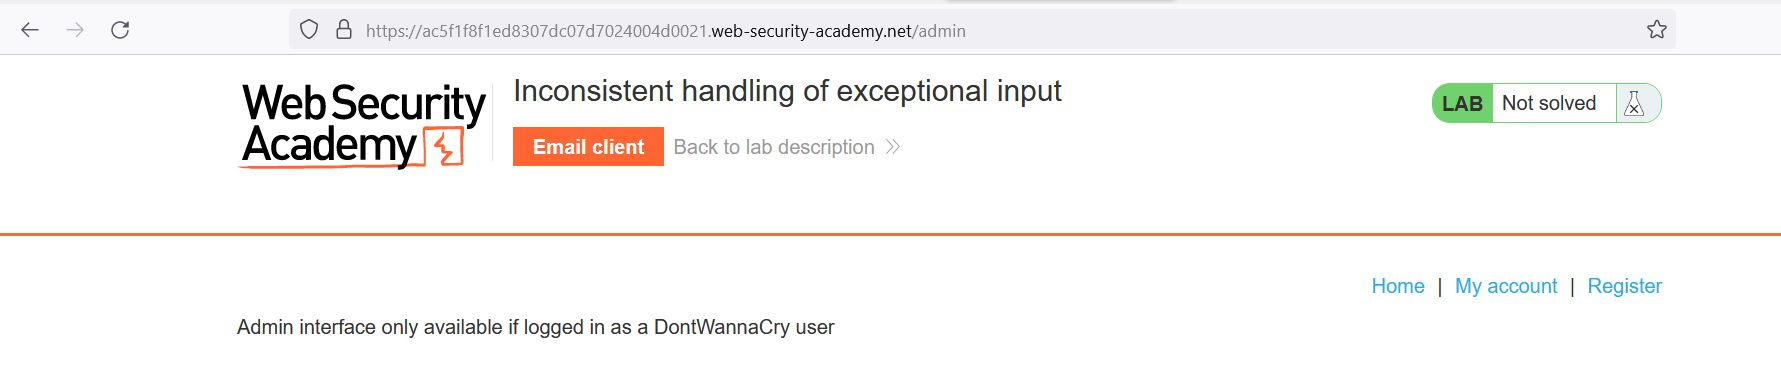 https://ac5f1f8f1ed8307dc07d7024004d0021.web-security-academy.net/admin
Web Security
Academy
Inconsistent handling of exceptional input
Email client
Back to lab description
LAB
Not solved
Home | My account | Register
Admin interface only available if logged in as a DontWannaCry user